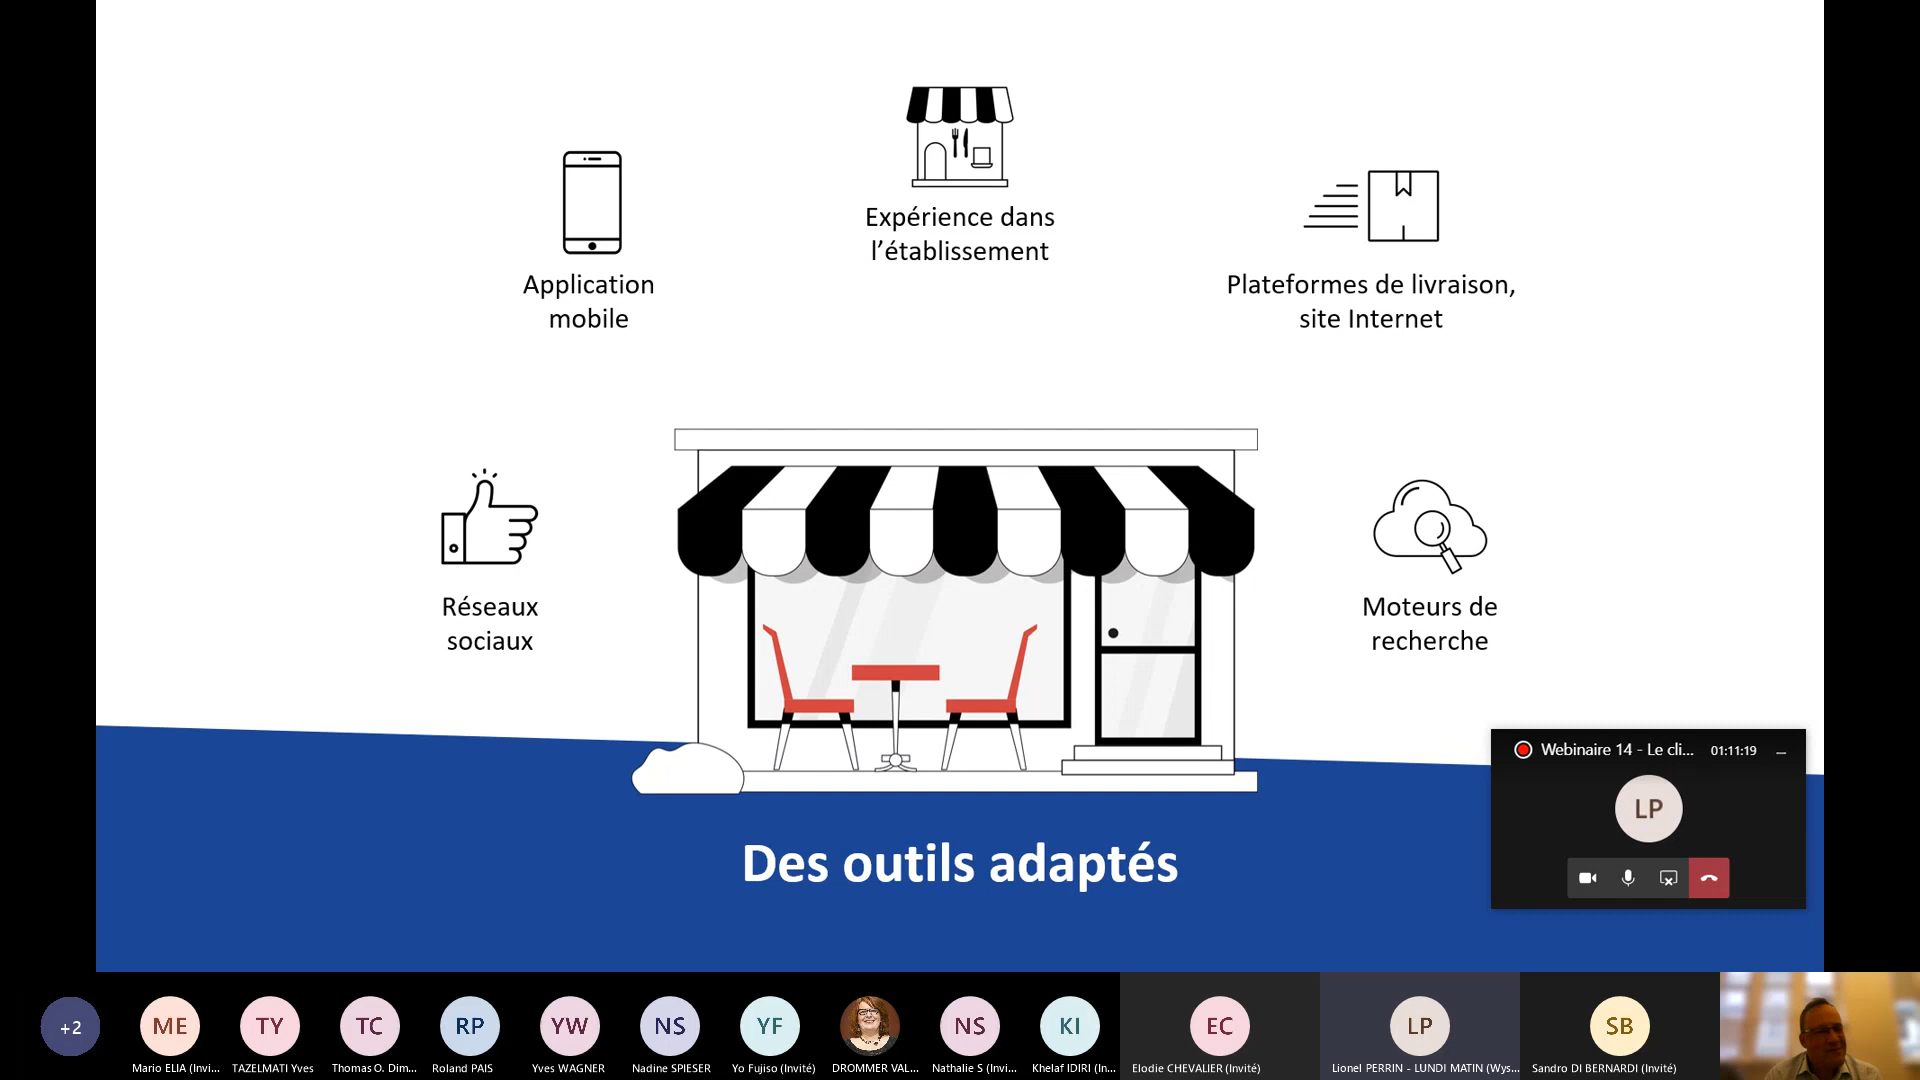 Expérience dans
l’établissement
Application
mobile
Plateformes de livraison,
site Internet
Réseaux
sociaux
Moteurs de
recherche
Des outils adaptés
Webinaire 14 - Le cli... 01:11:19
LP
+2
ME
TY
TC
RP
YW
NS
YF
NS
KI
EC
LP
SB
Mario ELIA (Invi...
TAZELMATI Yves
Thomas O. Dim...
Roland PAIS
Yves WAGNER
Nadine SPIESER
Yo Fujiso (Invité)
DROMMER VAL...
Nathalie S (Invi...
Khelaf IDIRI (In...
Elodie CHEVALIER (Invité)
Lionel PERRIN - LUNDI MATIN (Wys...
Sandro DI BERNARDI (Invité)